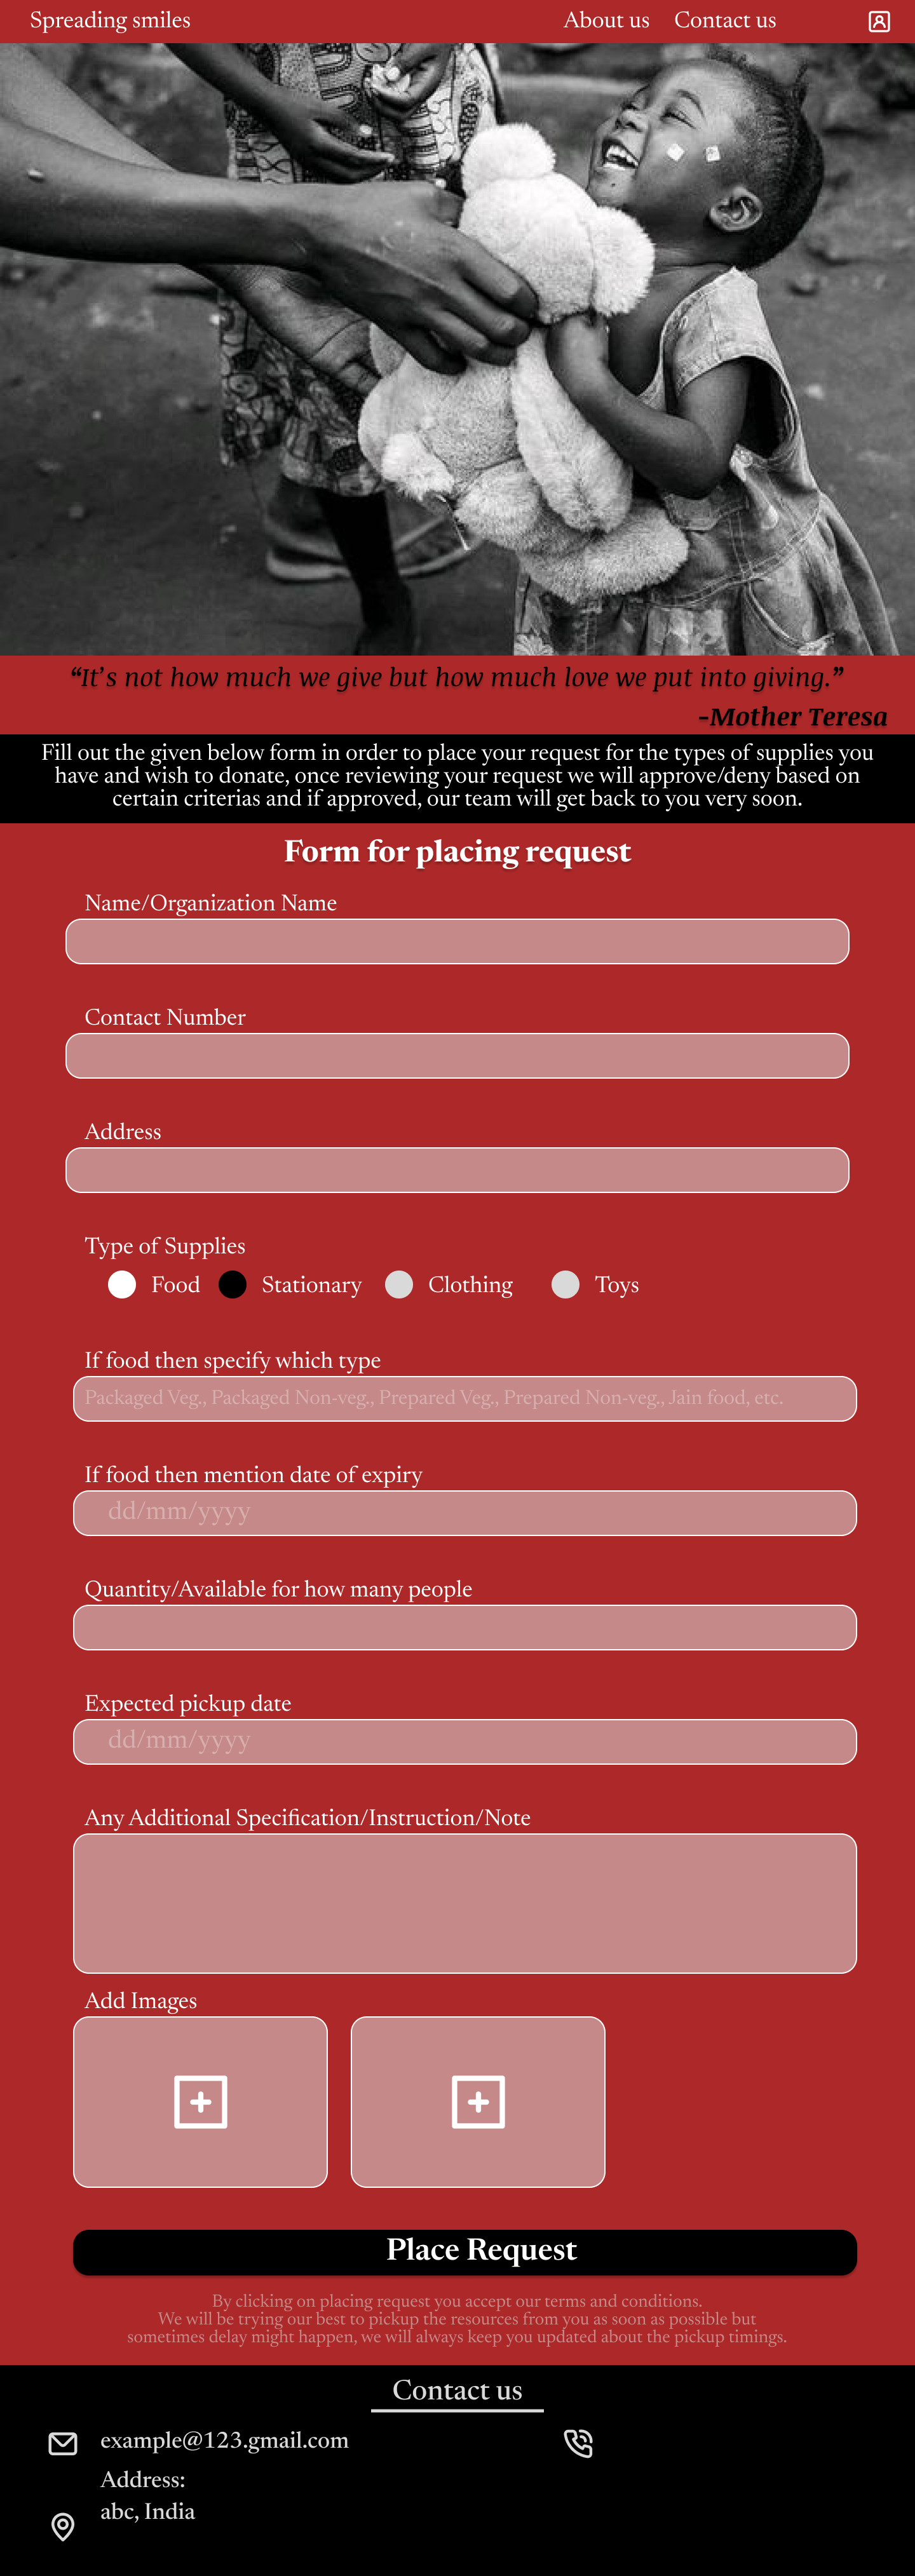 Spreading smiles About us Contact us
“It’s not how much we give but how much love we put into giving.”
-Mother Teresa
Fill out the given below form in order to place your request for the types of supplies you
have and wish to donate, once reviewing your request we will approve/deny based on
certain criterias and if approved, our team will get back to you very soon.
Form for placing request
Name/Organization Name
Contact Number
Address
Type of Supplies
Food Stationary Clothing Toys
If food then specify which type
Packaged Veg., Packaged Non-veg., Prepared Veg., Prepared Non-veg., Jain food, etc.
If food then mention date of expiry
dd/mm/yyyy
Quantity/Available for how many people
Expected pickup date
dd/mm/yyyy
Any Additional Specification/Instruction/Note
Add Images
Place Request
By clicking on placing request you accept our terms and conditions.
We will be trying our best to pickup the resources from you as soon as possible but
sometimes delay might happen, we will always keep you updated about the pickup timings.
Contact us
example@123.gmail.com
Address:
abc, India